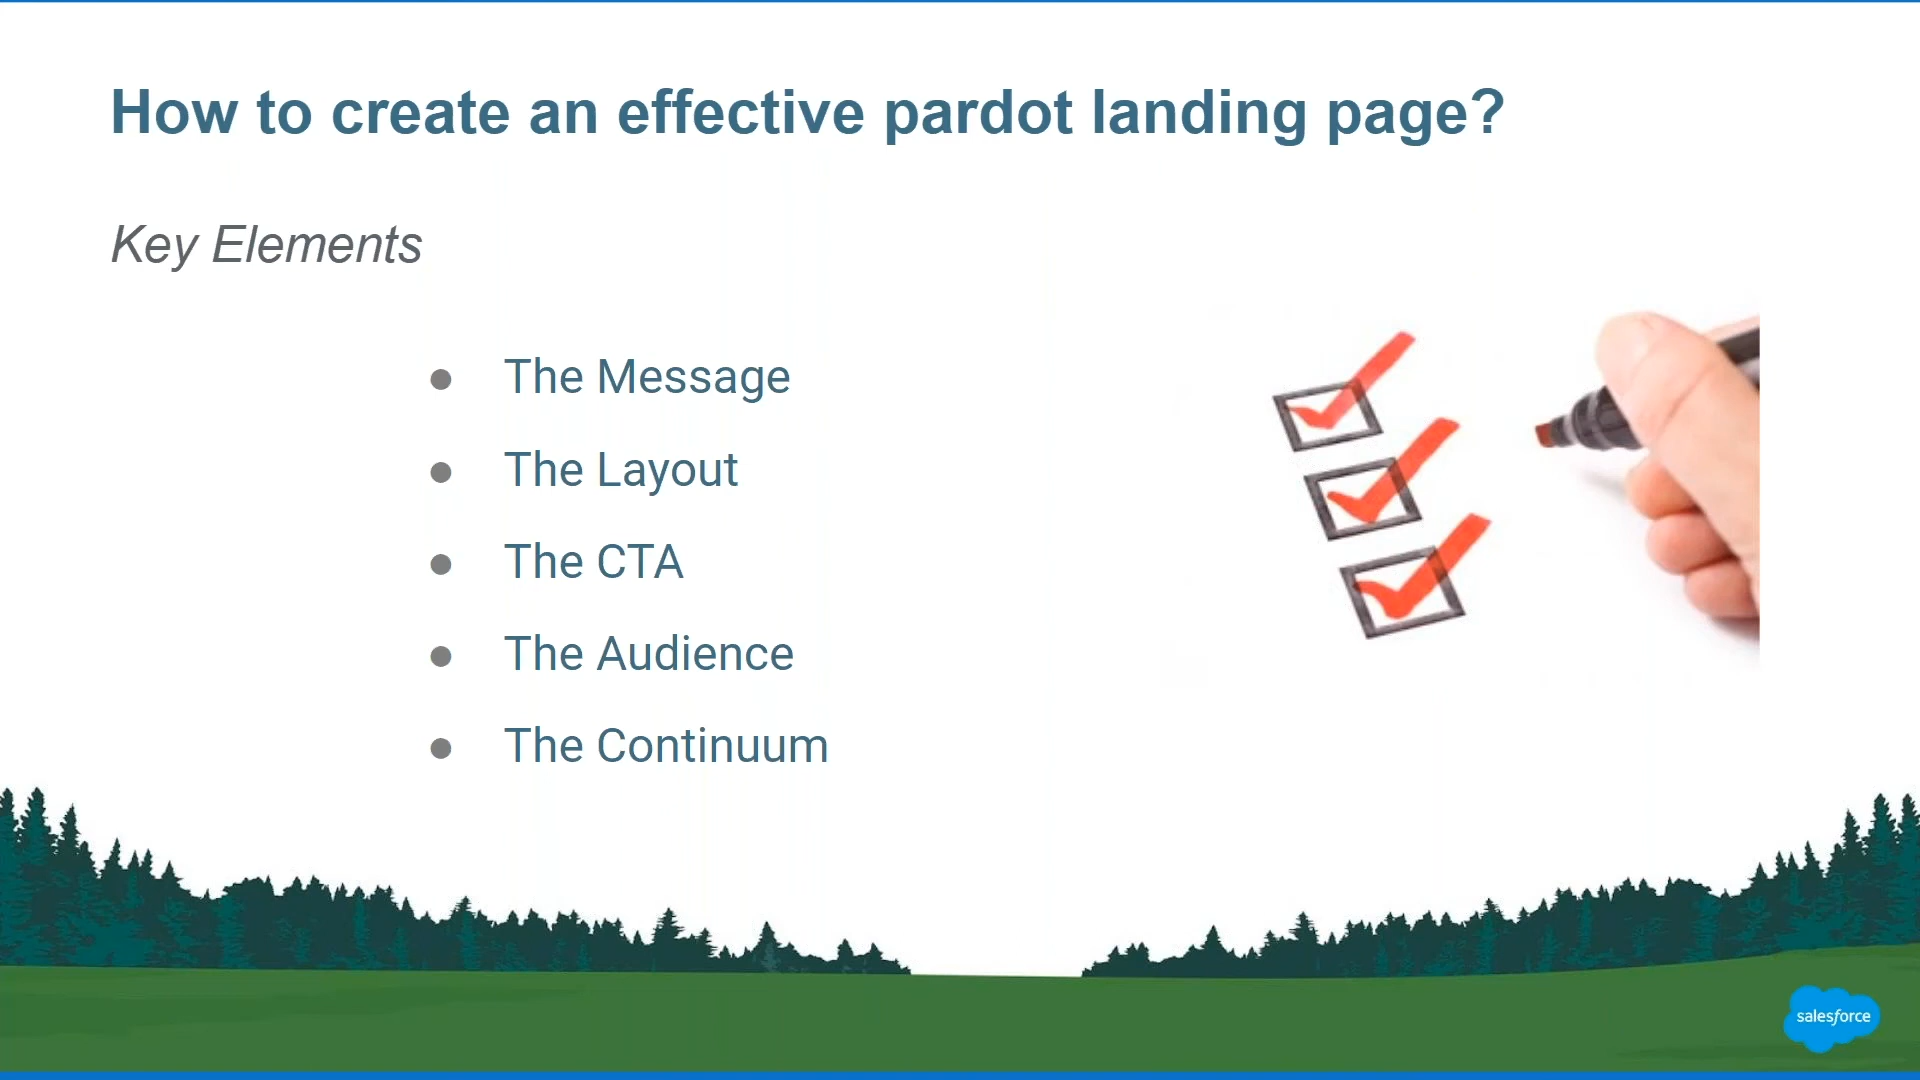 How to create an effective pardot landing page?
Key Elements
● The Message
● The Layout
● The CTA
● The Audience
● The Continuum
salesforce